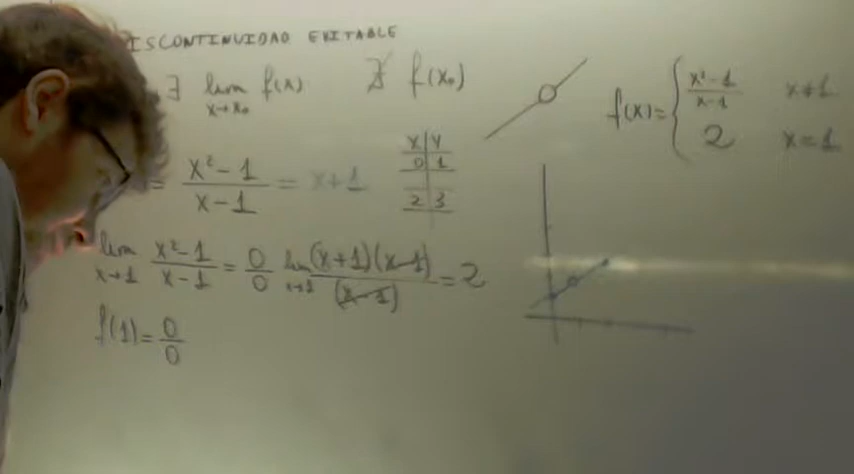 ISCONTINUIDAD EVITABLE
∃ lim x→x₀ f(x) ∄ f(x₀)
= (x²-1)/(x-1) = x+1
x | y
0 | 1
2 | 3
lim x→1 (x²-1)/(x-1) = 0/0 lim x→1 (x+1)(x-1)/(x-1) = 2
f(1) = 0/0
f(x) = { (x²-1)/(x-1) x≠1
2 x=1